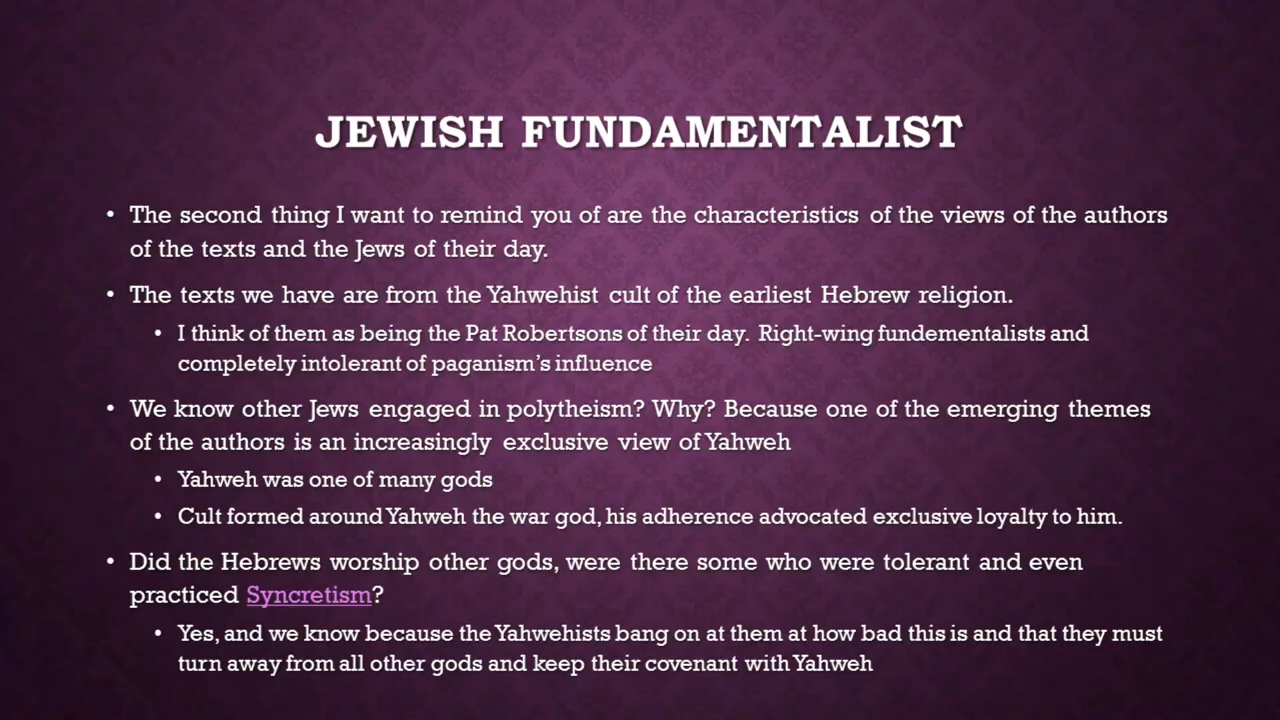 JEWISH FUNDAMENTALIST
• The second thing I want to remind you of are the characteristics of the views of the authors
of the texts and the Jews of their day.
• The texts we have are from the Yahwehist cult of the earliest Hebrew religion.
• I think of them as being the Pat Robertsons of their day. Right-wing fundementalists and
completely intolerant of paganism's influence
• We know other Jews engaged in polytheism? Why? Because one of the emerging themes
of the authors is an increasingly exclusive view of Yahweh
• Yahweh was one of many gods
• Cult formed around Yahweh the war god, his adherence advocated exclusive loyalty to him.
• Did the Hebrews worship other gods, were there some who were tolerant and even
practiced Syncretism?
• Yes, and we know because the Yahwehists bang on at them at how bad this is and that they must
turn away from all other gods and keep their covenant with Yahweh